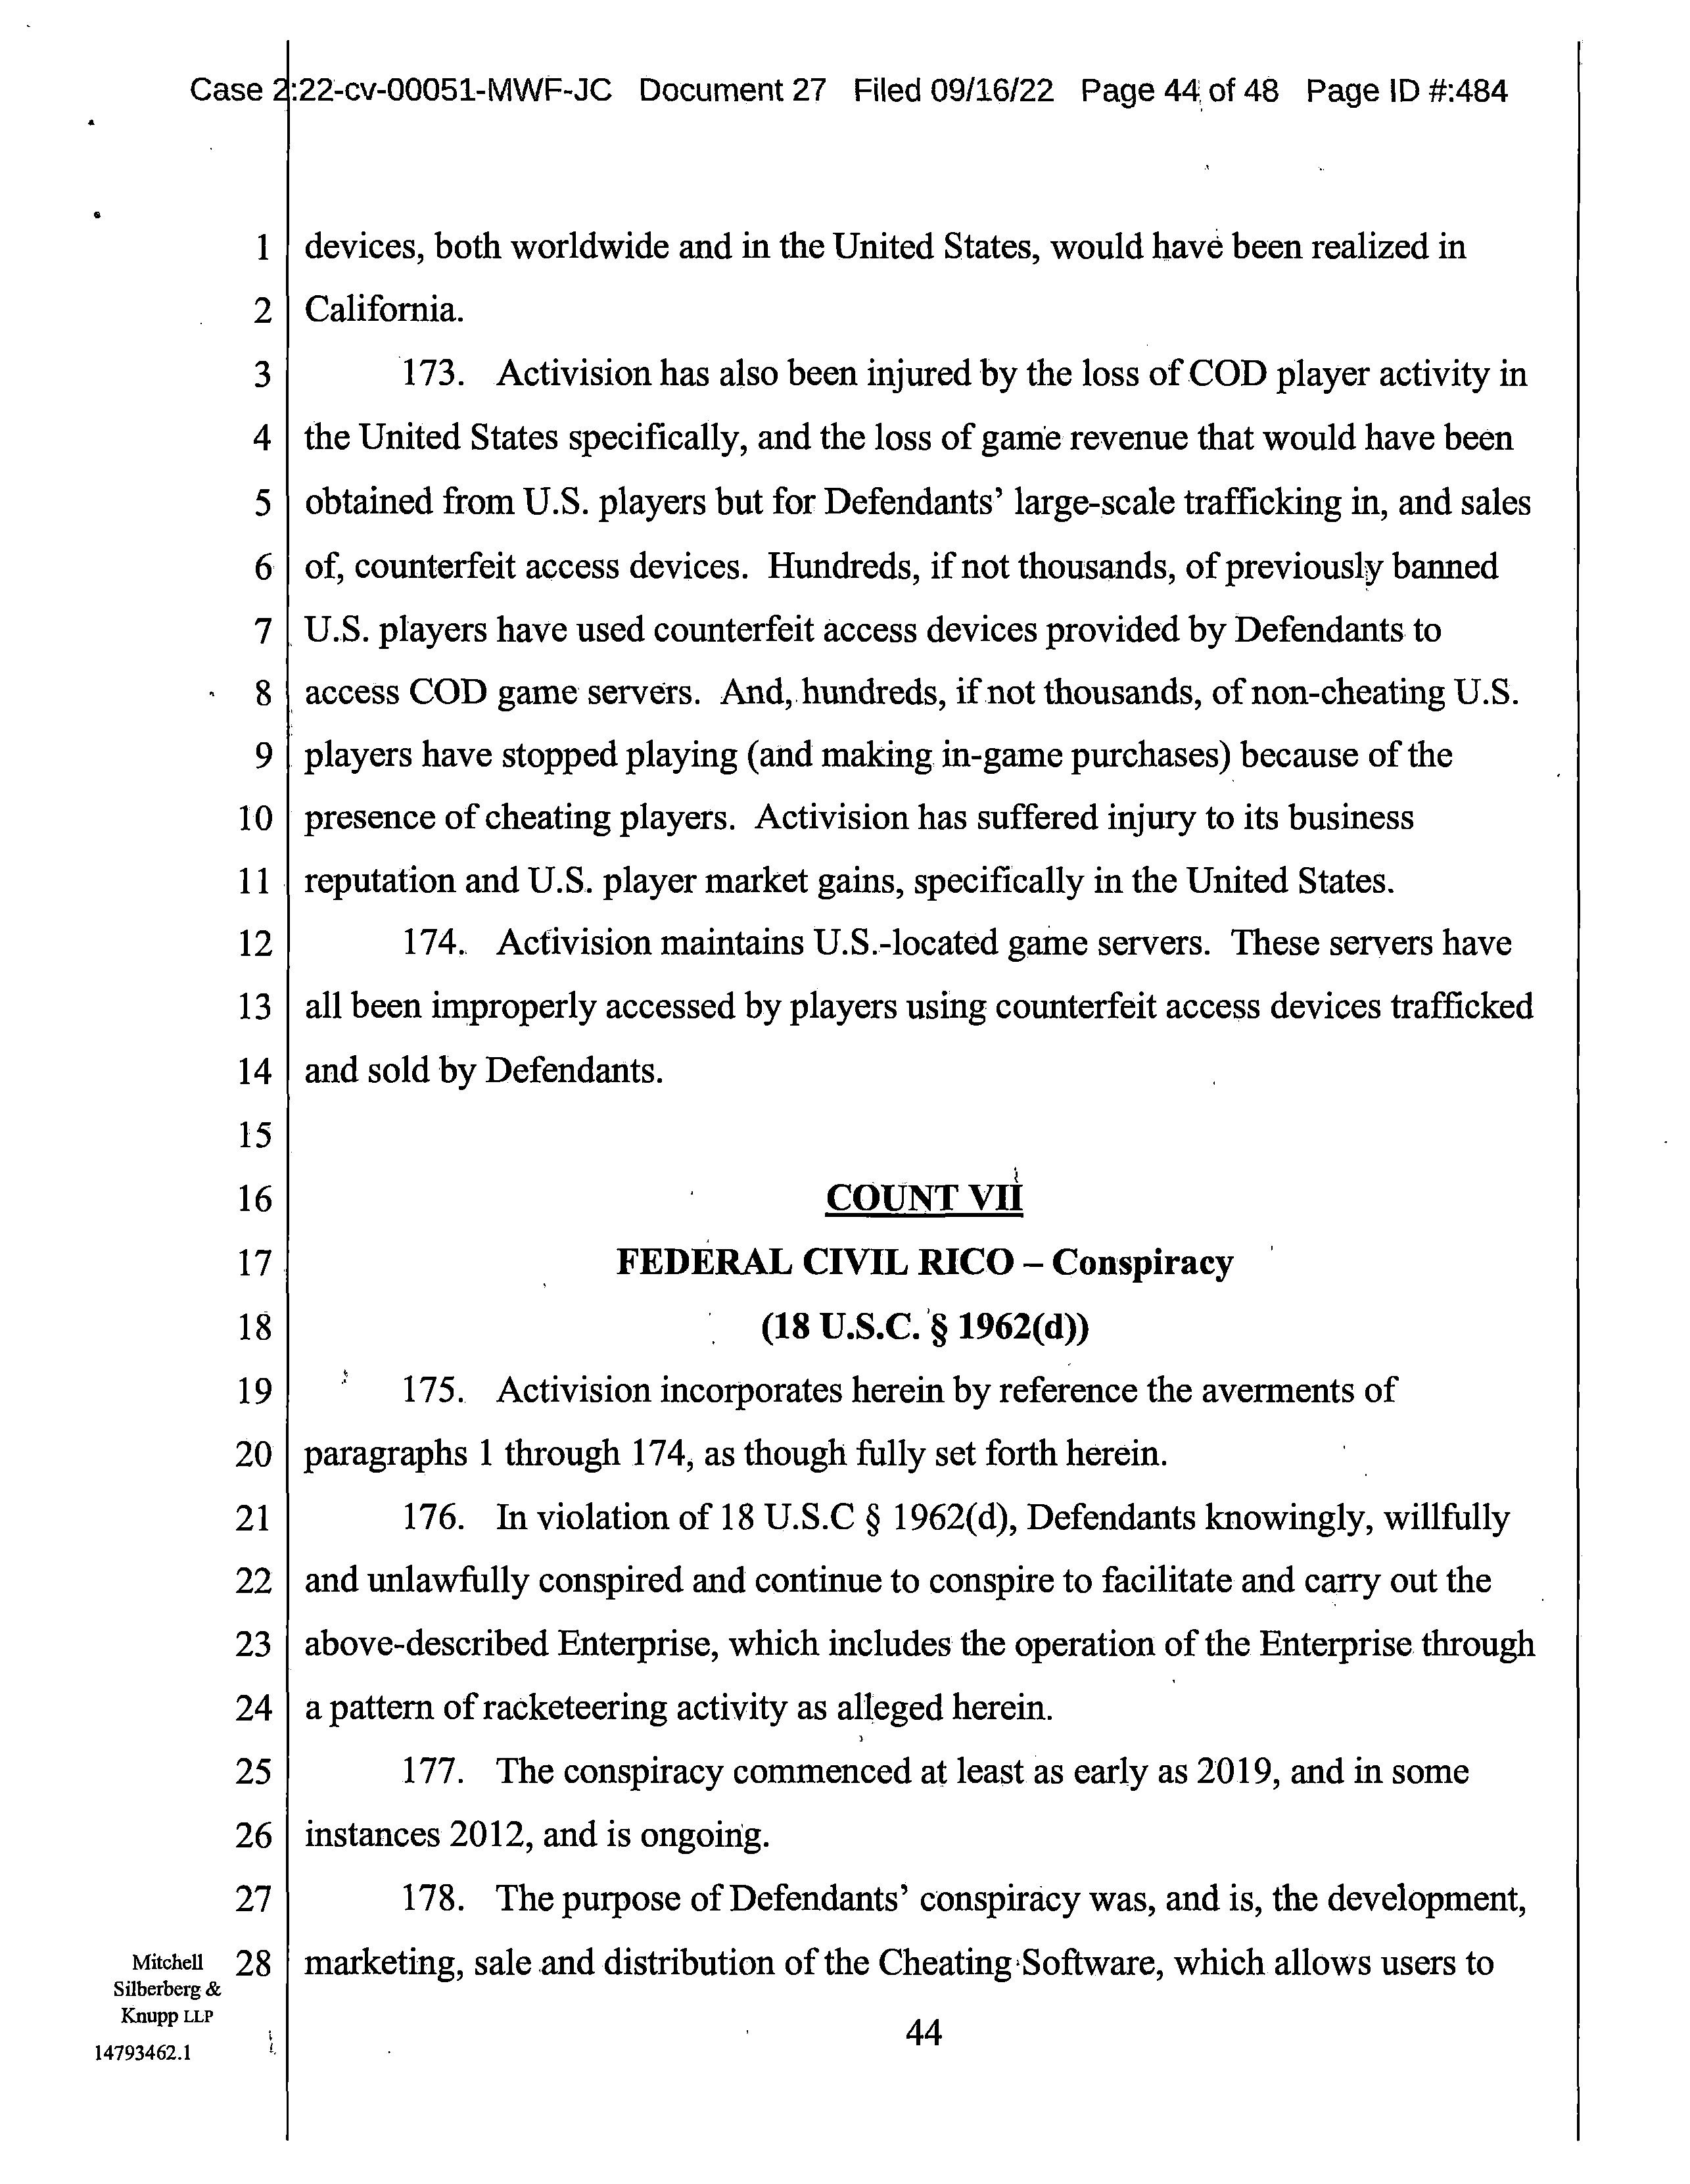 Case 2:22-cv-00051-MWF-JC Document 27 Filed 09/16/22 Page 44 of 48 Page ID #:484
1 devices, both worldwide and in the United States, would have been realized in
2 California.
3 173. Activision has also been injured by the loss of COD player activity in
4 the United States specifically, and the loss of game revenue that would have been
5 obtained from U.S. players but for Defendants' large-scale trafficking in, and sales
6 of, counterfeit access devices. Hundreds, if not thousands, of previously banned
7 U.S. players have used counterfeit access devices provided by Defendants to
8 access COD game servers. And, hundreds, if not thousands, of non-cheating U.S.
9 players have stopped playing (and making in-game purchases) because of the
10 presence of cheating players. Activision has suffered injury to its business
11 reputation and U.S. player market gains, specifically in the United States.
12 174. Activision maintains U.S.-located game servers. These servers have
13 all been improperly accessed by players using counterfeit access devices trafficked
14 and sold by Defendants.
15
16 COUNT VII
17 FEDERAL CIVIL RICO – Conspiracy
18 (18 U.S.C. § 1962(d))
19 175. Activision incorporates herein by reference the averments of
20 paragraphs 1 through 174, as though fully set forth herein.
21 176. In violation of 18 U.S.C § 1962(d), Defendants knowingly, willfully
22 and unlawfully conspired and continue to conspire to facilitate and carry out the
23 above-described Enterprise, which includes the operation of the Enterprise through
24 a pattern of racketeering activity as alleged herein.
25 177. The conspiracy commenced at least as early as 2019, and in some
26 instances 2012, and is ongoing.
27 178. The purpose of Defendants' conspiracy was, and is, the development,
28 marketing, sale and distribution of the Cheating Software, which allows users to
Mitchell
Silberberg &
Knupp LLP
14793462.1
44